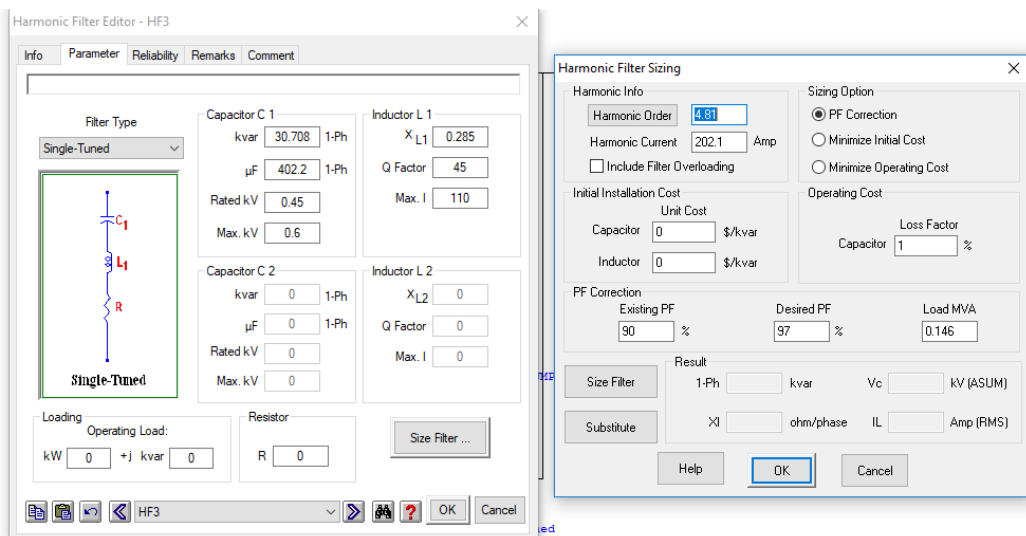 Harmonic Filter Editor - HF3
Info Parameter Reliability Remarks Comment
Filter Type
Single-Tuned
C1
L1
R
Single-Tuned
Capacitor C 1
kvar 30.708 1-Ph
µF 402.2 1-Ph
Rated kV 0.45
Max. kV 0.6
Inductor L 1
XL1 0.285
Q Factor 45
Max. I 110
Capacitor C 2
kvar 0 1-Ph
µF 0 1-Ph
Rated kV 0
Max. kV 0
Inductor L 2
XL2 0
Q Factor 0
Max. I 0
Loading
Operating Load:
kW 0 +j kvar 0
Resistor
R 0
Size Filter ...
HF3
OK Cancel
Harmonic Filter Sizing
Harmonic Info
Harmonic Order 4.81
Harmonic Current 202.1 Amp
Include Filter Overloading
Sizing Option
PF Correction
Minimize Initial Cost
Minimize Operating Cost
Initial Installation Cost
Unit Cost
Capacitor 0 $/kvar
Inductor 0 $/kvar
Operating Cost
Loss Factor
Capacitor 1 %
PF Correction
Existing PF Desired PF Load MVA
90 % 97 % 0.146
Size Filter
Substitute
Result
1-Ph kvar Vc kV (ASUM)
Xl ohm/phase IL Amp (RMS)
Help OK Cancel